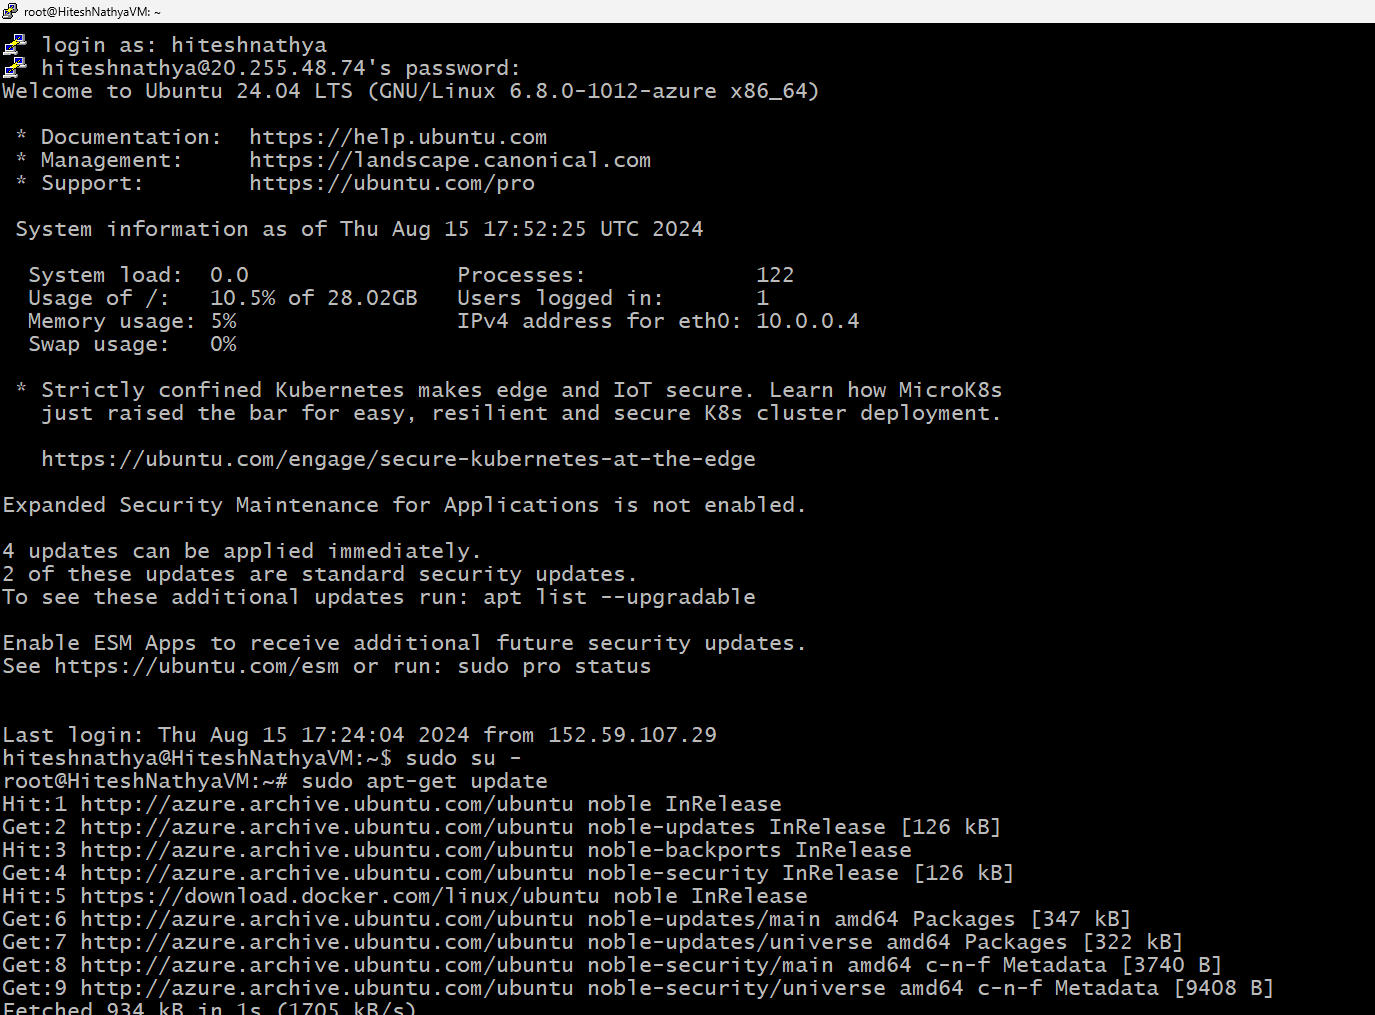 root@HiteshNathyaVM: ~
login as: hiteshnathya
hiteshnathya@20.255.48.74's password:
Welcome to Ubuntu 24.04 LTS (GNU/Linux 6.8.0-1012-azure x86_64)
* Documentation:  https://help.ubuntu.com
* Management:     https://landscape.canonical.com
* Support:        https://ubuntu.com/pro
System information as of Thu Aug 15 17:52:25 UTC 2024
System load:  0.0                Processes:             122
Usage of /:   10.5% of 28.02GB   Users logged in:       1
Memory usage: 5%                 IPv4 address for eth0: 10.0.0.4
Swap usage:   0%
* Strictly confined Kubernetes makes edge and IoT secure. Learn how MicroK8s
just raised the bar for easy, resilient and secure K8s cluster deployment.
https://ubuntu.com/engage/secure-kubernetes-at-the-edge
Expanded Security Maintenance for Applications is not enabled.
4 updates can be applied immediately.
2 of these updates are standard security updates.
To see these additional updates run: apt list --upgradable
Enable ESM Apps to receive additional future security updates.
See https://ubuntu.com/esm or run: sudo pro status
Last login: Thu Aug 15 17:24:04 2024 from 152.59.107.29
hiteshnathya@HiteshNathyaVM:~$ sudo su -
root@HiteshNathyaVM:~# sudo apt-get update
Hit:1 http://azure.archive.ubuntu.com/ubuntu noble InRelease
Get:2 http://azure.archive.ubuntu.com/ubuntu noble-updates InRelease [126 kB]
Hit:3 http://azure.archive.ubuntu.com/ubuntu noble-backports InRelease
Get:4 http://azure.archive.ubuntu.com/ubuntu noble-security InRelease [126 kB]
Hit:5 https://download.docker.com/linux/ubuntu noble InRelease
Get:6 http://azure.archive.ubuntu.com/ubuntu noble-updates/main amd64 Packages [347 kB]
Get:7 http://azure.archive.ubuntu.com/ubuntu noble-updates/universe amd64 Packages [322 kB]
Get:8 http://azure.archive.ubuntu.com/ubuntu noble-security/main amd64 c-n-f Metadata [3740 B]
Get:9 http://azure.archive.ubuntu.com/ubuntu noble-security/universe amd64 c-n-f Metadata [9408 B]
Fetched 934 kB in 1s (1705 kB/s)